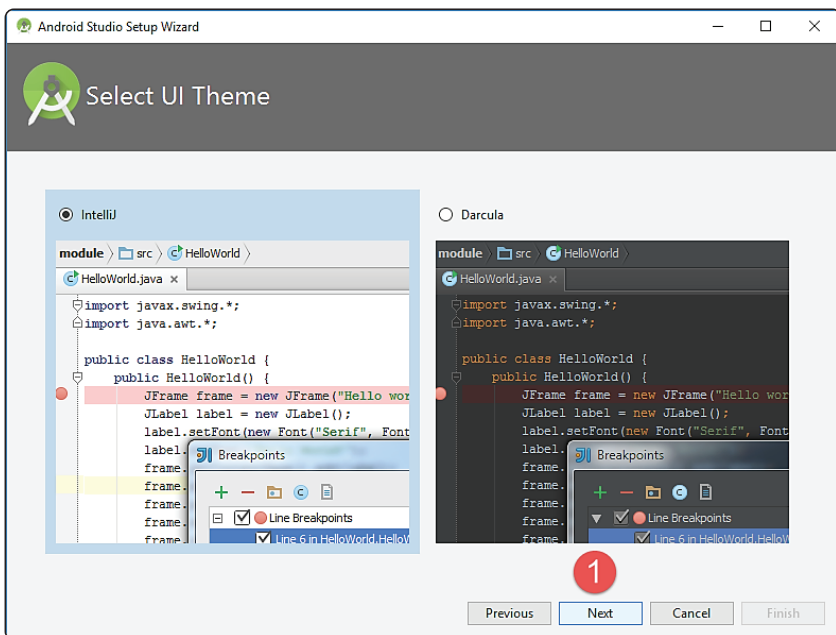 Android Studio Setup Wizard
Select UI Theme
IntelliJ
module src HelloWorld
HelloWorld.java
import javax.swing.*;
import java.awt.*;
public class HelloWorld {
public HelloWorld() {
JFrame frame = new JFrame("Hello wor
JLabel label = new JLabel();
label.setFont(new Font("Serif", Font
label.
frame.
frame.
frame.
frame.
frame.
Breakpoints
Line Breakpoints
Line 6 in HelloWorld.HelloW
Darcula
module src HelloWorld
HelloWorld.java
import javax.swing.*;
import java.awt.*;
public class HelloWorld {
public HelloWorld() {
JFrame frame = new JFrame("Hello wor
JLabel label = new JLabel();
label.setFont(new Font("Serif", Font
label.
frame.
frame.
frame.
frame.
frame.
Breakpoints
Line Breakpoints
Line 6 in HelloWorld.HelloW
1
Previous Next Cancel Finish